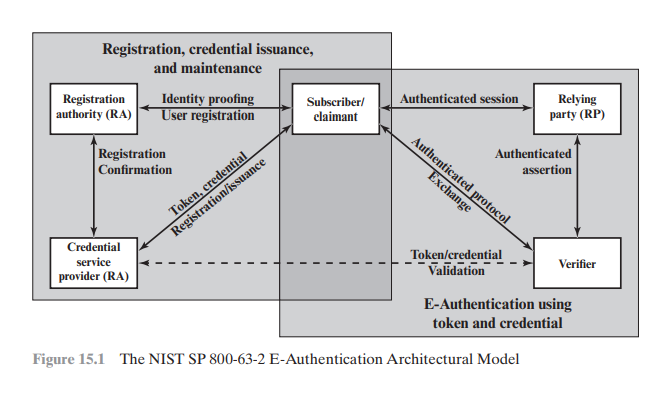 Registration, credential issuance,
and maintenance
Registration
authority (RA)
Identity proofing
User registration
Subscriber/
claimant
Authenticated session
Relying
party (RP)
Registration
Confirmation
Token, credential
Registration/issuance
Authenticated protocol
Exchange
Authenticated
assertion
Credential
service
provider (RA)
Token/credential
Validation
Verifier
E-Authentication using
token and credential
Figure 15.1 The NIST SP 800-63-2 E-Authentication Architectural Model